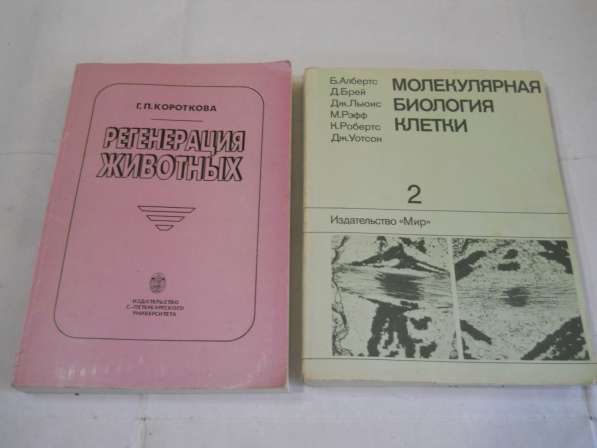 Г.П. КОРОТКОВА
РЕГЕНЕРАЦИЯ
ЖИВОТНЫХ
ИЗДАТЕЛЬСТВО
С.-ПЕТЕРБУРГСКОГО
УНИВЕРСИТЕТА
Б.Албертс
Д.Брей
Дж.Льюис
М.Рэфф
К.Робертс
Дж.Уотсон
МОЛЕКУЛЯРНАЯ
БИОЛОГИЯ
КЛЕТКИ
2
Издательство «Мир»